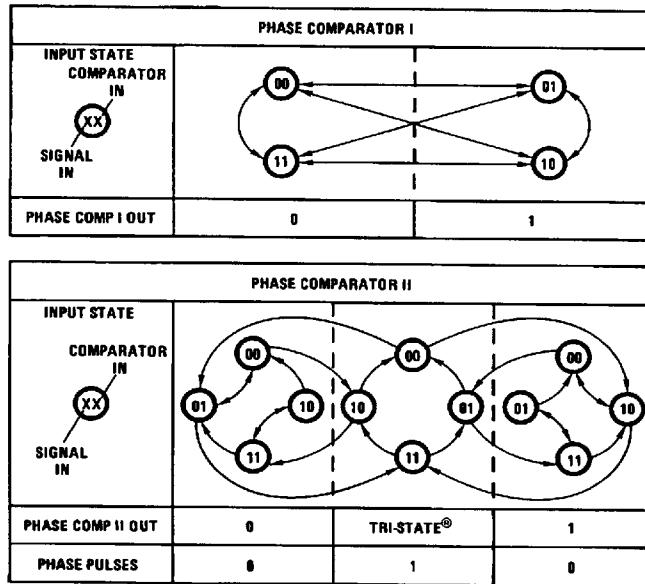 PHASE COMPARATOR I
INPUT STATE
COMPARATOR
IN
XX
SIGNAL
IN
00
01
11
10
PHASE COMP I OUT
0
1
PHASE COMPARATOR II
INPUT STATE
COMPARATOR
IN
XX
SIGNAL
IN
00
00
00
01
10
10
01
01
10
11
11
11
PHASE COMP II OUT
0
TRI-STATE®
1
PHASE PULSES
0
1
0